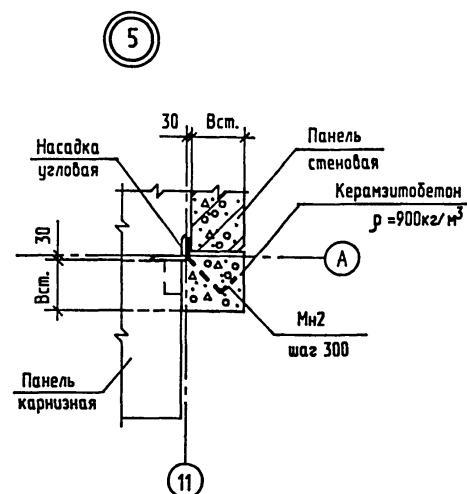 5
30 Вст.
Насадка
угловая
Панель
стеновая
Керамзитобетон
ρ =900кг/м³
30
Вст.
А
Мн2
шаг 300
Панель
карнизная
11